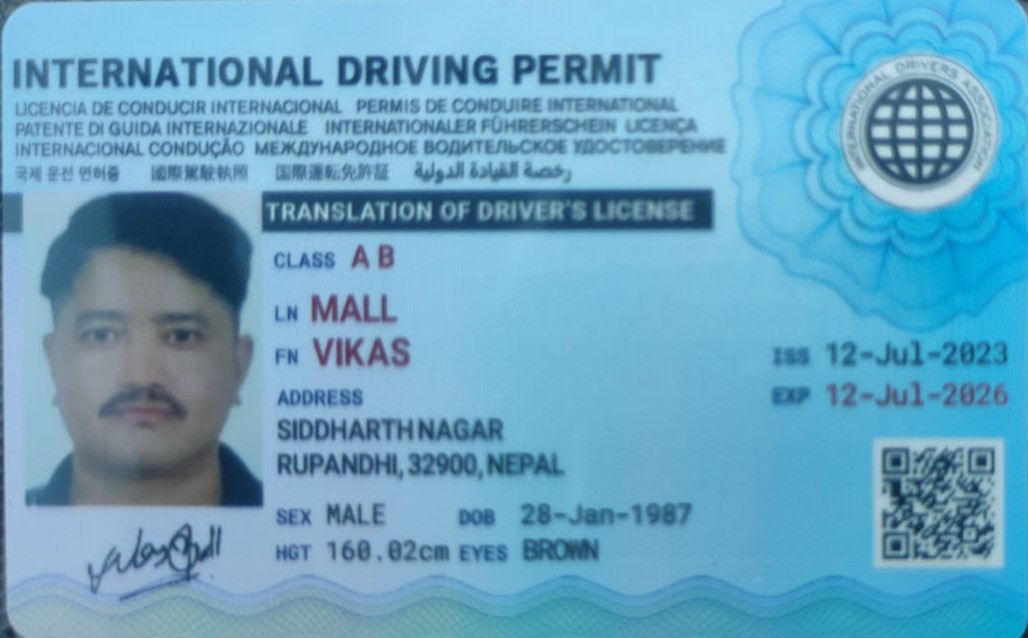 INTERNATIONAL DRIVING PERMIT
LICENCIA DE CONDUCIR INTERNACIONAL PERMIS DE CONDUIRE INTERNATIONAL
PATENTE DI GUIDA INTERNAZIONALE INTERNATIONALER FÜHRERSCHEIN LICENÇA
INTERNACIONAL CONDUÇÃO МЕЖДУНАРОДНОЕ ВОДИТЕЛЬСКОЕ УДОСТОВЕРЕНИЕ
국제 운전 면허증 國際駕駛執照 国際運転免許証 رخصة القيادة الدولية
INTERNATIONAL DRIVERS ASSOCIATION
TRANSLATION OF DRIVER'S LICENSE
CLASS A B
LN MALL
FN VIKAS
ISS 12-Jul-2023
EXP 12-Jul-2026
ADDRESS
SIDDHARTHNAGAR
RUPANDHI, 32900, NEPAL
SEX MALE DOB 28-Jan-1987
HGT 160.02cm EYES BROWN